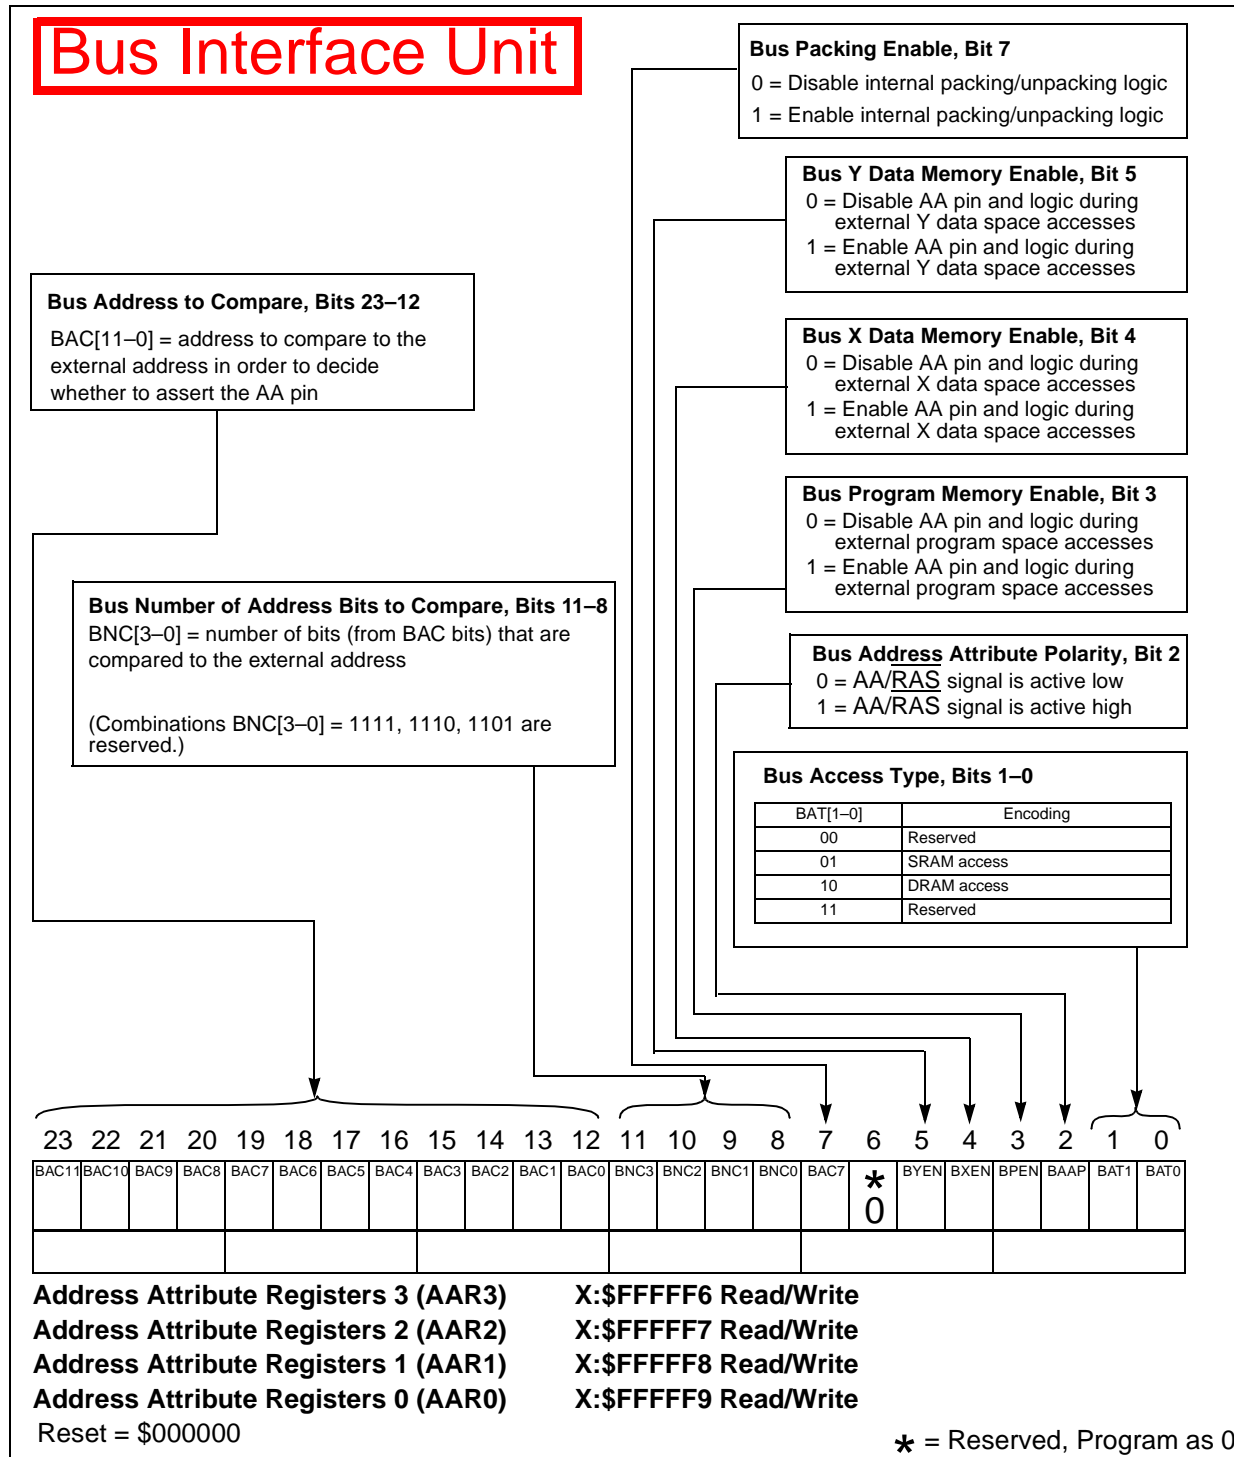 Bus Interface Unit
Bus Packing Enable, Bit 7
0 = Disable internal packing/unpacking logic
1 = Enable internal packing/unpacking logic
Bus Y Data Memory Enable, Bit 5
0 = Disable AA pin and logic during
external Y data space accesses
1 = Enable AA pin and logic during
external Y data space accesses
Bus Address to Compare, Bits 23–12
BAC[11–0] = address to compare to the
external address in order to decide
whether to assert the AA pin
Bus X Data Memory Enable, Bit 4
0 = Disable AA pin and logic during
external X data space accesses
1 = Enable AA pin and logic during
external X data space accesses
Bus Program Memory Enable, Bit 3
0 = Disable AA pin and logic during
external program space accesses
1 = Enable AA pin and logic during
external program space accesses
Bus Number of Address Bits to Compare, Bits 11–8
BNC[3–0] = number of bits (from BAC bits) that are
compared to the external address
(Combinations BNC[3–0] = 1111, 1110, 1101 are
reserved.)
Bus Address Attribute Polarity, Bit 2
0 = AA/RAS signal is active low
1 = AA/RAS signal is active high
Bus Access Type, Bits 1–0
BAT[1–0] Encoding
00 Reserved
01 SRAM access
10 DRAM access
11 Reserved
23 22 21 20 19 18 17 16 15 14 13 12 11 10 9 8 7 6 5 4 3 2 1 0
BAC11 BAC10 BAC9 BAC8 BAC7 BAC6 BAC5 BAC4 BAC3 BAC2 BAC1 BAC0 BNC3 BNC2 BNC1 BNC0 BAC7 * BYEN BXEN BPEN BAAP BAT1 BAT0
0
Address Attribute Registers 3 (AAR3) X:$FFFFF6 Read/Write
Address Attribute Registers 2 (AAR2) X:$FFFFF7 Read/Write
Address Attribute Registers 1 (AAR1) X:$FFFFF8 Read/Write
Address Attribute Registers 0 (AAR0) X:$FFFFF9 Read/Write
Reset = $000000
* = Reserved, Program as 0